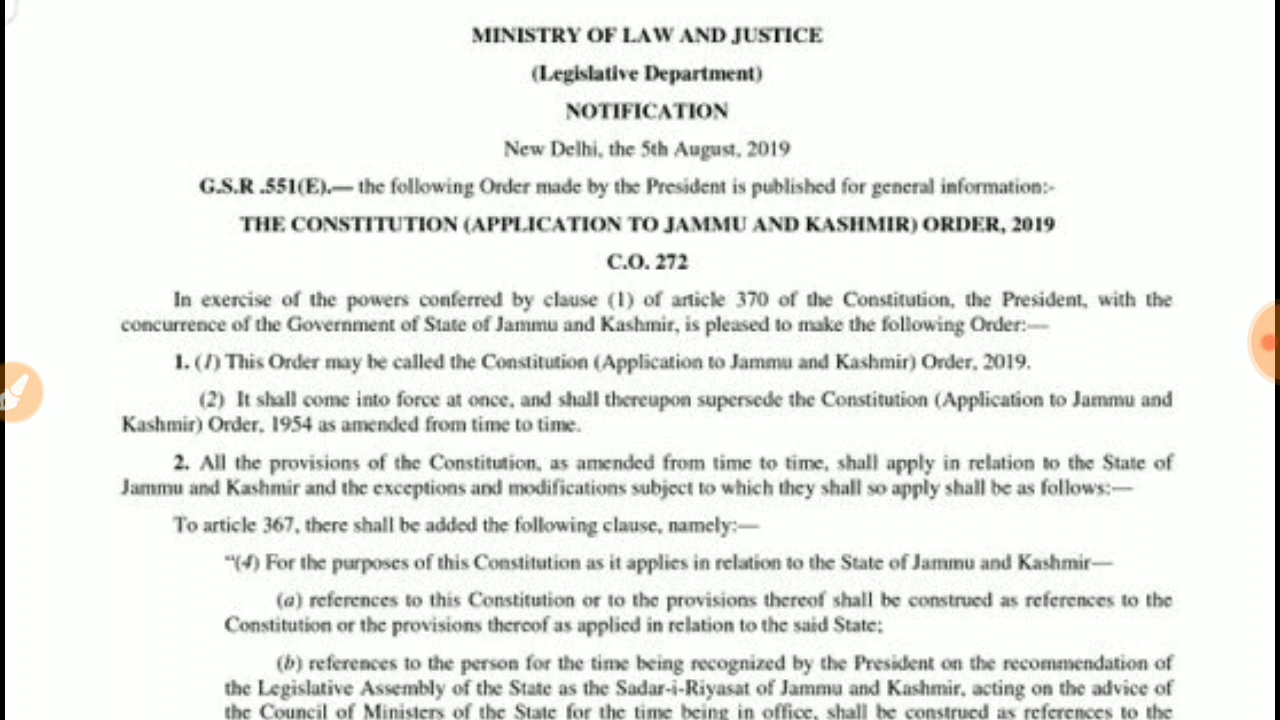 MINISTRY OF LAW AND JUSTICE
(Legislative Department)
NOTIFICATION
New Delhi, the 5th August, 2019
G.S.R .551(E).— the following Order made by the President is published for general information:-
THE CONSTITUTION (APPLICATION TO JAMMU AND KASHMIR) ORDER, 2019
C.O. 272
In exercise of the powers conferred by clause (1) of article 370 of the Constitution, the President, with the
concurrence of the Government of State of Jammu and Kashmir, is pleased to make the following Order:—
1. (1) This Order may be called the Constitution (Application to Jammu and Kashmir) Order, 2019.
(2) It shall come into force at once, and shall thereupon supersede the Constitution (Application to Jammu and
Kashmir) Order, 1954 as amended from time to time.
2. All the provisions of the Constitution, as amended from time to time, shall apply in relation to the State of
Jammu and Kashmir and the exceptions and modifications subject to which they shall so apply shall be as follows:—
To article 367, there shall be added the following clause, namely:—
“(4) For the purposes of this Constitution as it applies in relation to the State of Jammu and Kashmir—
(a) references to this Constitution or to the provisions thereof shall be construed as references to the
Constitution or the provisions thereof as applied in relation to the said State;
(b) references to the person for the time being recognized by the President on the recommendation of
the Legislative Assembly of the State as the Sadar-i-Riyasat of Jammu and Kashmir, acting on the advice of
the Council of Ministers of the State for the time being in office, shall be construed as references to the